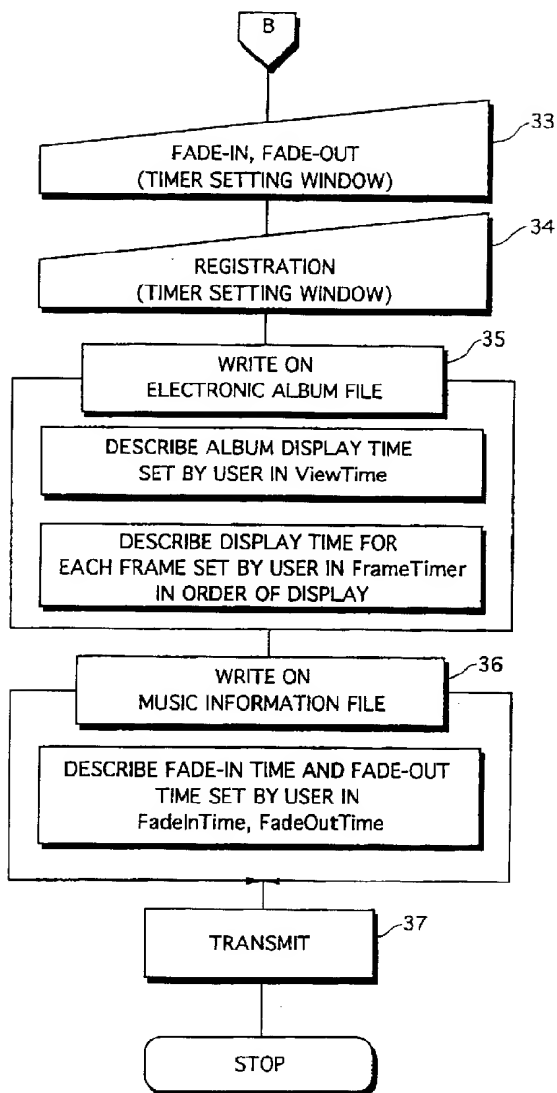 B
33
FADE-IN, FADE-OUT
(TIMER SETTING WINDOW)
34
REGISTRATION
(TIMER SETTING WINDOW)
35
WRITE ON
ELECTRONIC ALBUM FILE
DESCRIBE ALBUM DISPLAY TIME
SET BY USER IN ViewTime
DESCRIBE DISPLAY TIME FOR
EACH FRAME SET BY USER IN FrameTimer
IN ORDER OF DISPLAY
36
WRITE ON
MUSIC INFORMATION FILE
DESCRIBE FADE-IN TIME AND FADE-OUT
TIME SET BY USER IN
FadeInTime, FadeOutTime
37
TRANSMIT
STOP